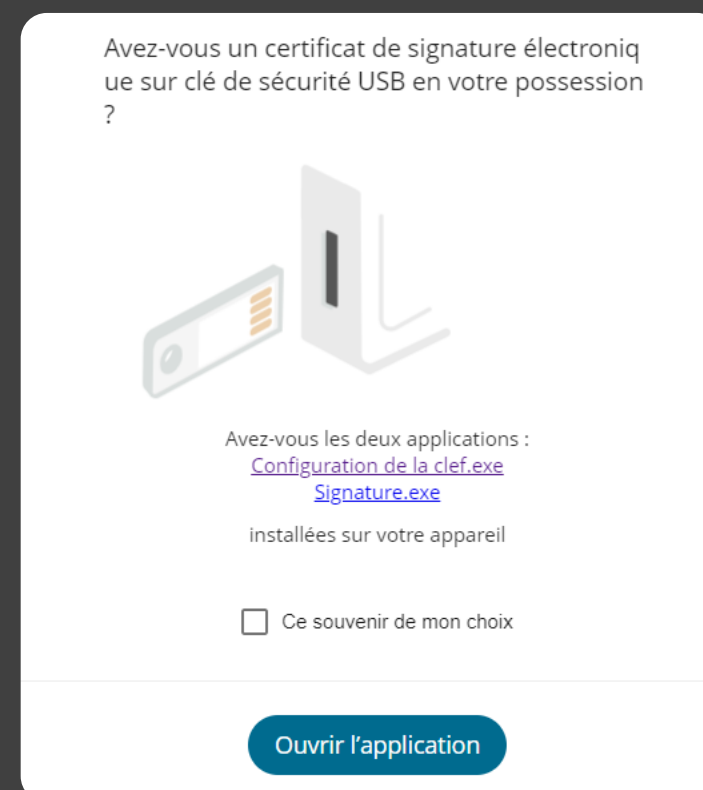 Avez-vous un certificat de signature électroniq
ue sur clé de sécurité USB en votre possession
?
Avez-vous les deux applications :
Configuration de la clef.exe
Signature.exe
installées sur votre appareil
Ce souvenir de mon choix
Ouvrir l’application